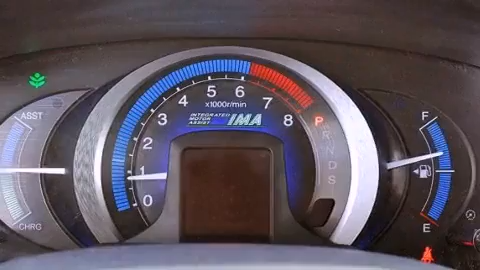 ASST
CHRG
0
1
2
3
4
5
6
7
8
x1000r/min
INTEGRATED
MOTOR
ASSIST
IMA
P
R
N
D
S
F
E